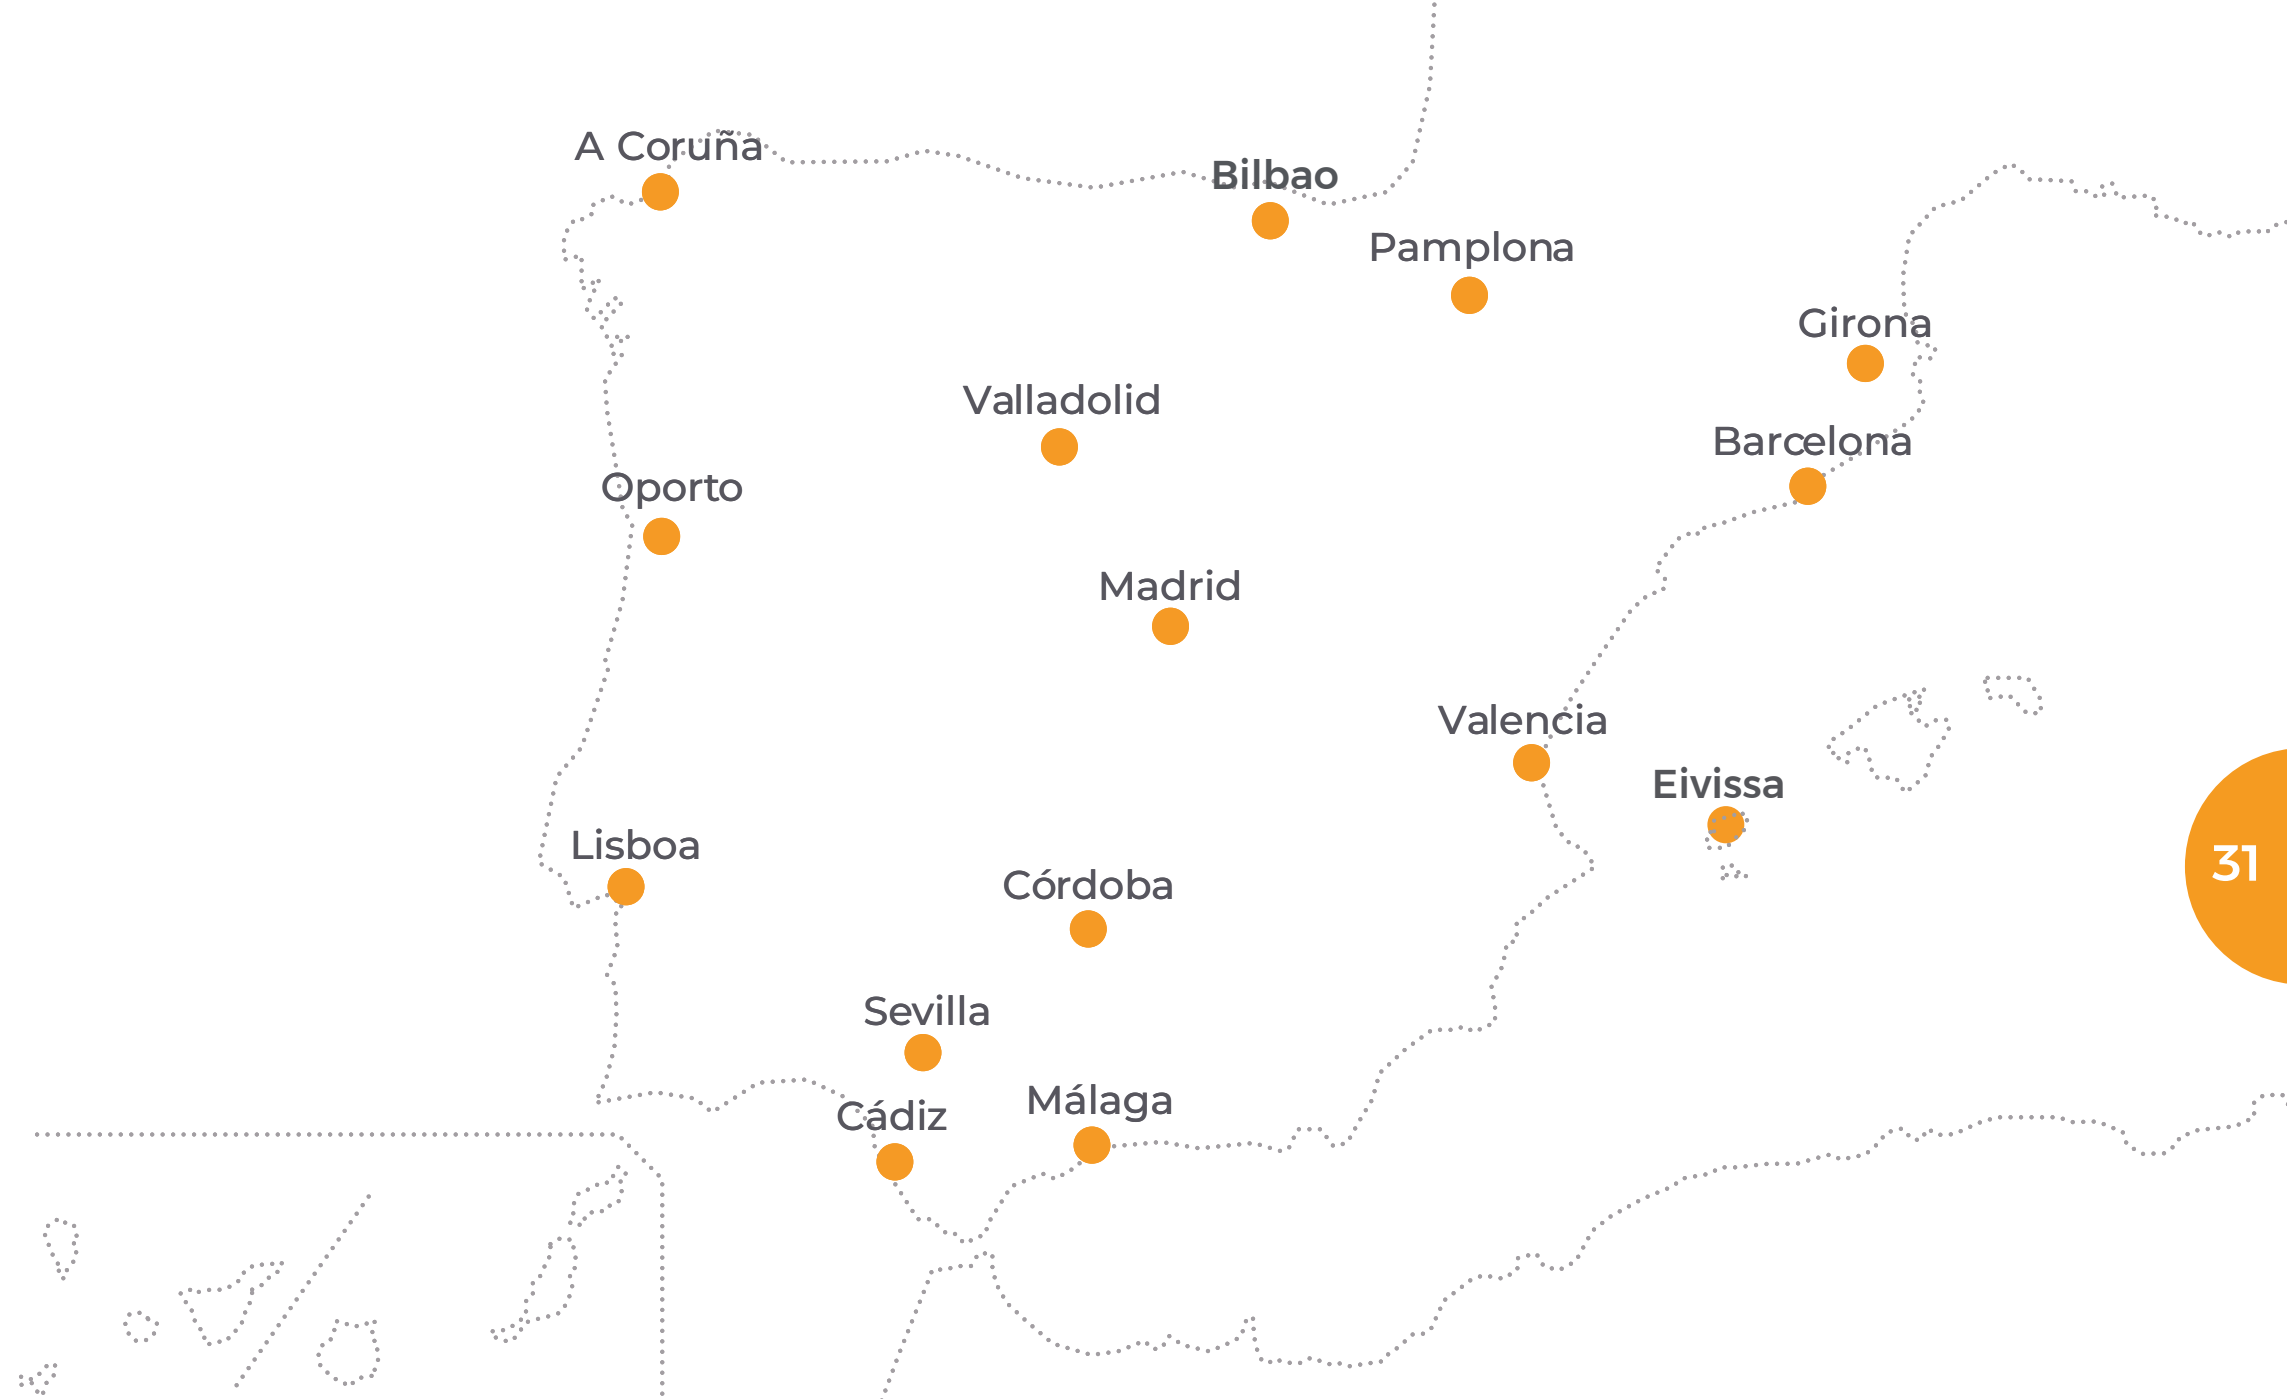 A Coruña
Bilbao
Pamplona
Girona
Valladolid
Barcelona
Oporto
Madrid
Valencia
Eivissa
Lisboa
31
Córdoba
Sevilla
Málaga
Cádiz